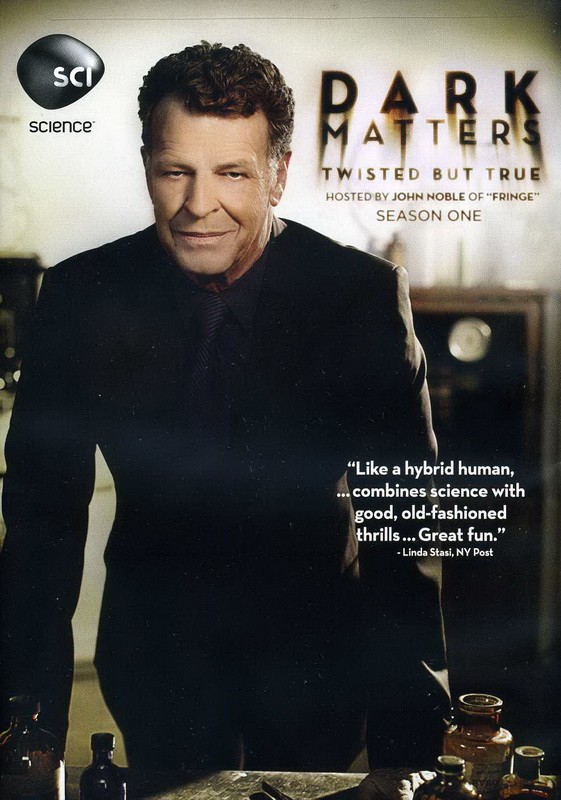 SCI
science™
DARK
MATTERS
TWISTED BUT TRUE
HOSTED BY JOHN NOBLE OF "FRINGE"
SEASON ONE
“Like a hybrid human,
...combines science with
good, old-fashioned
thrills... Great fun.”
- Linda Stasi, NY Post